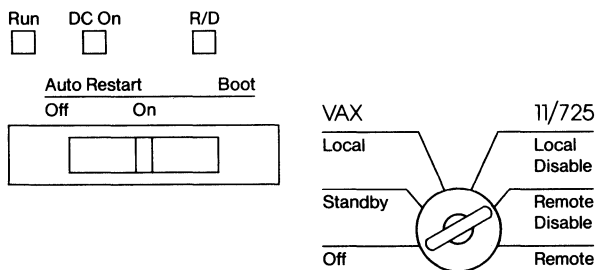 Run DC On R/D
Auto Restart Boot
Off On
VAX 11/725
Local Local
Disable
Standby Remote
Disable
Off Remote